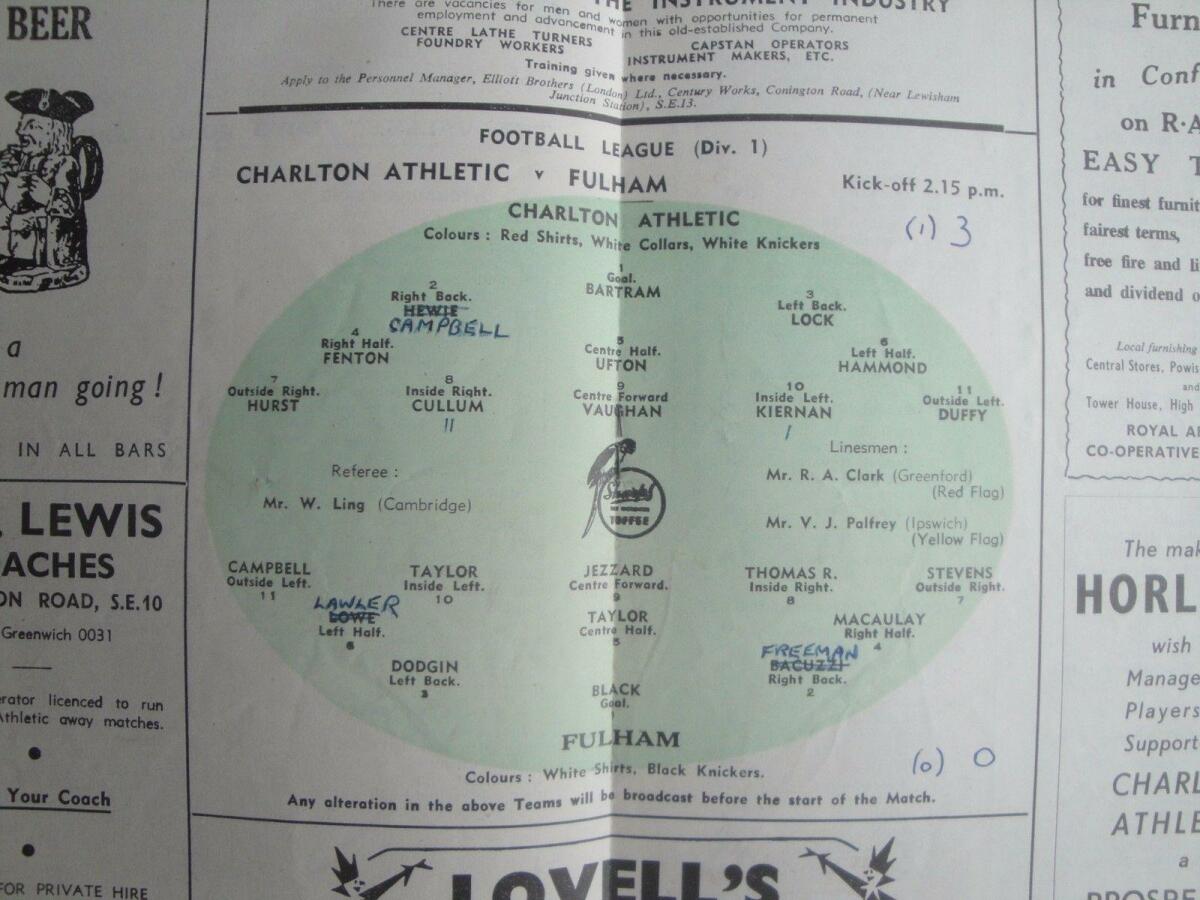 BEER
a
man going!
IN ALL BARS
LEWIS
ACHES
ON ROAD, S.E.10
Greenwich 0031
erator licenced to run
Athletic away matches.
Your Coach
FOR PRIVATE HIRE
THE INSTRUMENT INDUSTRY
There are vacancies for men and women with opportunities for permanent
employment and advancement in this old-established Company.
CENTRE LATHE TURNERS CAPSTAN OPERATORS
FOUNDRY WORKERS INSTRUMENT MAKERS, ETC.
Training given where necessary.
Apply to the Personnel Manager, Elliott Brothers (London) Ltd., Century Works, Conington Road, (Near Lewisham
Junction Station), S.E.13.
FOOTBALL LEAGUE (Div. 1)
CHARLTON ATHLETIC v FULHAM Kick-off 2.15 p.m.
CHARLTON ATHLETIC
(1) 3
Colours : Red Shirts, White Collars, White Knickers
1
Goal.
BARTRAM
2
Right Back.
HEWIE
CAMPBELL
3
Left Back.
LOCK
4
Right Half.
FENTON
5
Centre Half.
UFTON
6
Left Half.
HAMMOND
7
Outside Right.
HURST
8
Inside Right.
CULLUM
11
9
Centre Forward
VAUGHAN
10
Inside Left.
KIERNAN
1
11
Outside Left.
DUFFY
Referee :
Mr. W. Ling (Cambridge)
Sharps
TOFFEE
Linesmen :
Mr. R. A. Clark (Greenford)
(Red Flag)
Mr. V. J. Palfrey (Ipswich)
(Yellow Flag)
CAMPBELL
Outside Left.
11
TAYLOR
Inside Left.
10
JEZZARD
Centre Forward.
9
THOMAS R.
Inside Right.
8
STEVENS
Outside Right.
7
LAWLER
LOWE
Left Half.
6
TAYLOR
Centre Half.
5
MACAULAY
Right Half.
4
DODGIN
Left Back.
3
FREEMAN
BACUZZI
Right Back.
2
BLACK
Goal.
1
FULHAM
(0) 0
Colours : White Shirts, Black Knickers.
Any alteration in the above Teams will be broadcast before the start of the Match.
LOVELL'S
Furn
in Conf
on R·A
EASY T
for finest furnit
fairest terms,
free fire and li
and dividend o
Local furnishing
Central Stores, Powis
and
Tower House, High
ROYAL AR
CO-OPERATIVE
The mak
HORL
wish
Manage
Players
Support
CHARL
ATHLE
a
PROSPE